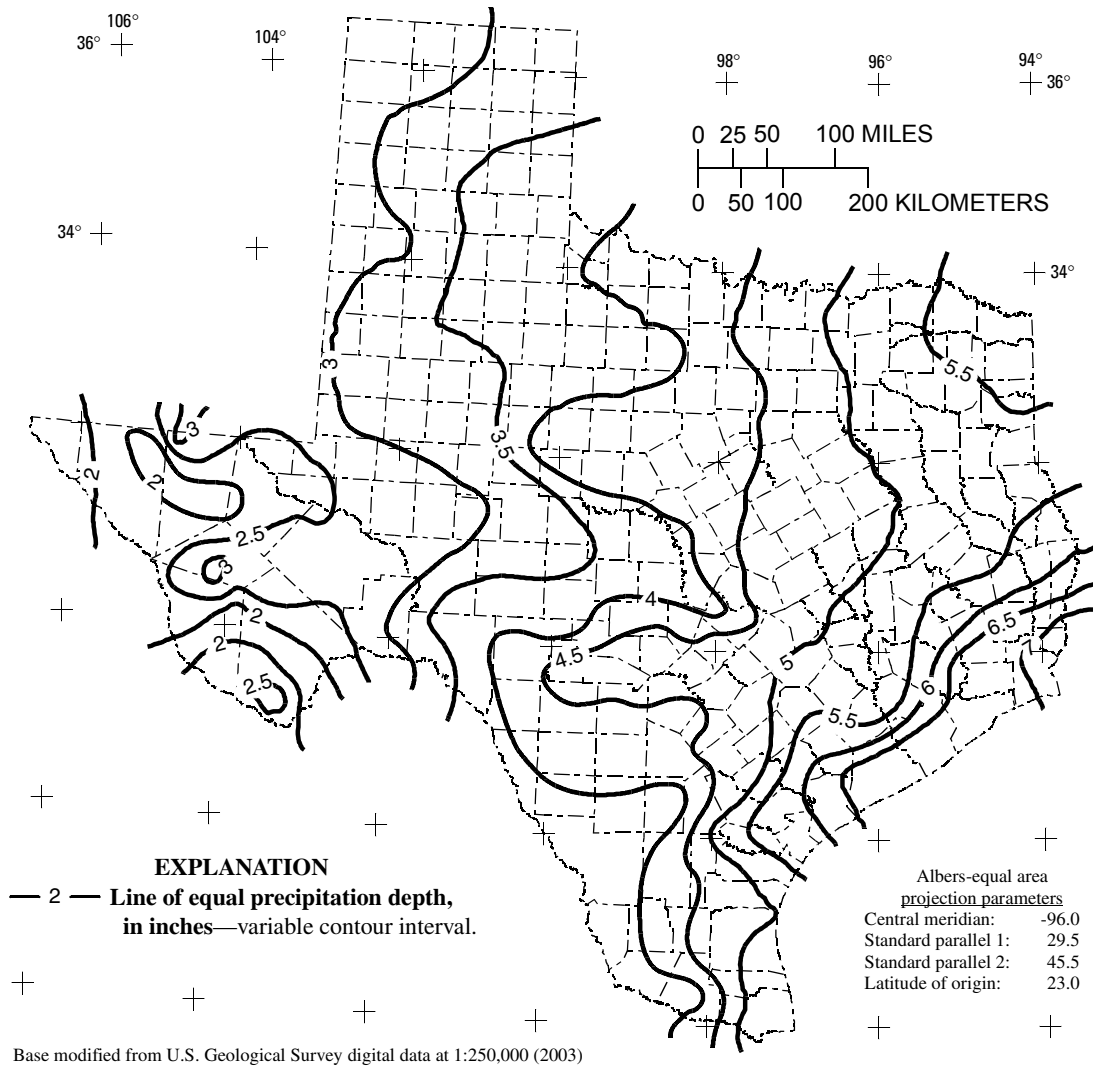 106°
36°
104°
98°
96°
94°
36°
0 25 50 100 MILES
0 50 100 200 KILOMETERS
34°
34°
3
5.5
3
2
3.5
2
2.5
3
4
2
6.5
2
4.5
5
2.5
6
5.5
EXPLANATION
2 Line of equal precipitation depth,
in inches—variable contour interval.
Albers-equal area
projection parameters
Central meridian: -96.0
Standard parallel 1: 29.5
Standard parallel 2: 45.5
Latitude of origin: 23.0
Base modified from U.S. Geological Survey digital data at 1:250,000 (2003)